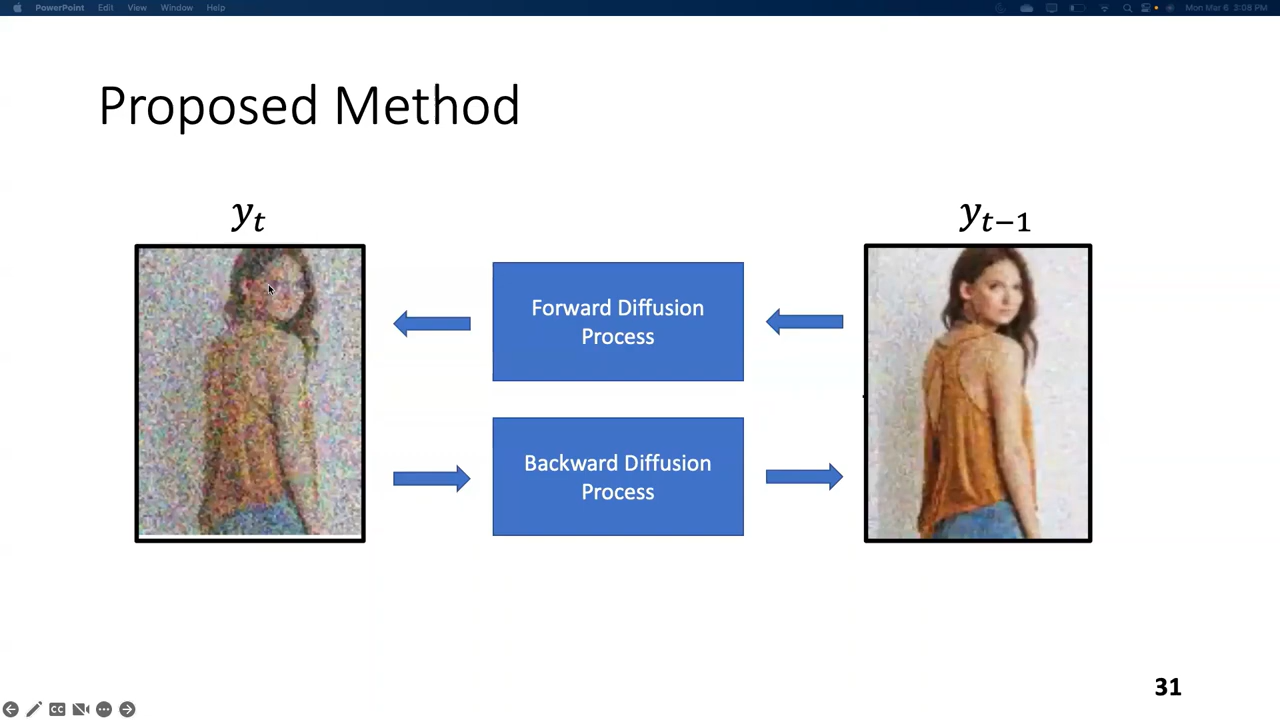 PowerPoint Edit View Window Help Mon Mar 6 3:08 PM
Proposed Method
yₜ
yₜ₋₁
Forward Diffusion
Process
Backward Diffusion
Process
31
CC